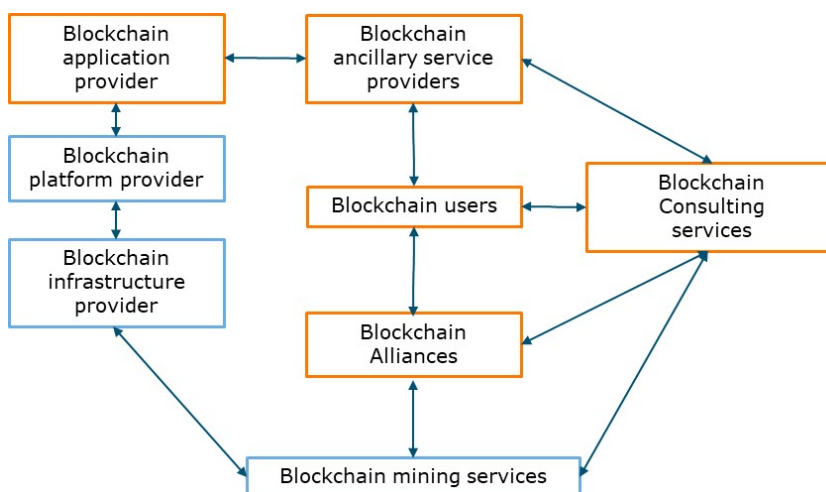 Blockchain
application
provider
Blockchain
ancillary service
providers
Blockchain
platform provider
Blockchain users
Blockchain
Consulting
services
Blockchain
infrastructure
provider
Blockchain
Alliances
Blockchain mining services